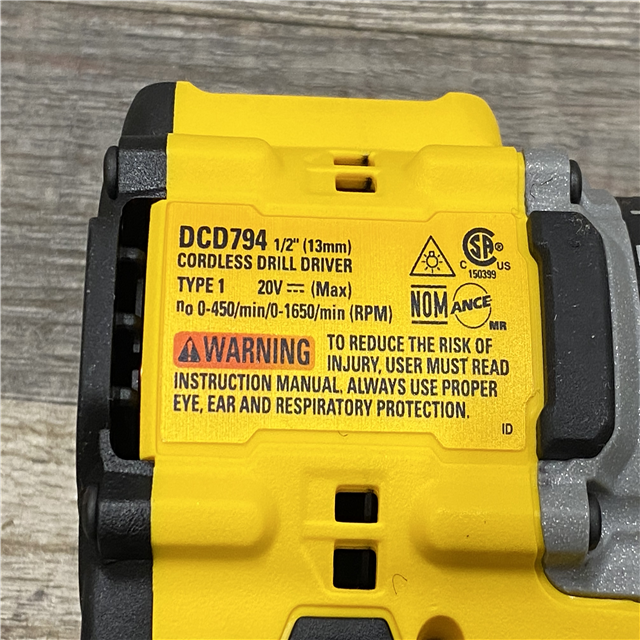 DCD794 1/2" (13mm)
CORDLESS DRILL DRIVER
TYPE 1 20V ⎓ (Max)
no 0-450/min/0-1650/min (RPM)
C SA ® US
150399
NOM ANCE MR
⚠WARNING TO REDUCE THE RISK OF
INJURY, USER MUST READ
INSTRUCTION MANUAL. ALWAYS USE PROPER
EYE, EAR AND RESPIRATORY PROTECTION.
ID